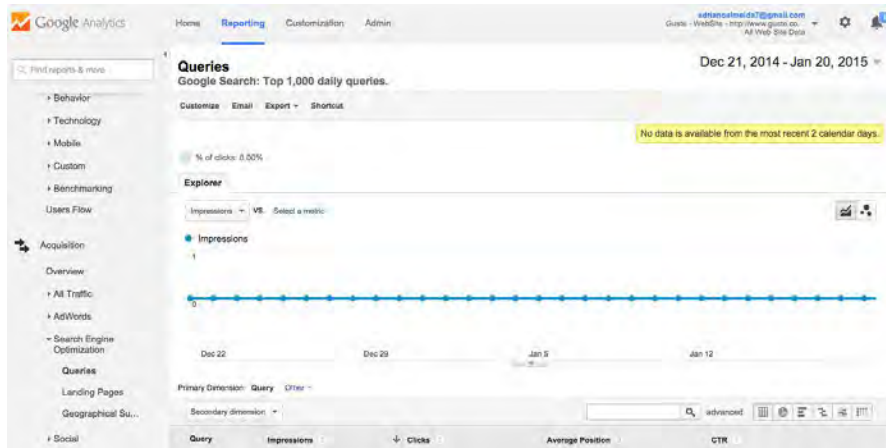 Google Analytics
Home Reporting Customization Admin
adrianoalmeida7@gmail.com
Gusto - WebSite - http://www.gusto.co...
All Web Site Data
Find reports & more
Behavior
Technology
Mobile
Custom
Benchmarking
Users Flow
Acquisition
Overview
All Traffic
AdWords
Search Engine
Optimization
Queries
Landing Pages
Geographical Su...
Social
Queries
Google Search: Top 1,000 daily queries.
Dec 21, 2014 - Jan 20, 2015
Customize Email Export Shortcut
No data is available from the most recent 2 calendar days.
% of clicks: 0.00%
Explorer
Impressions VS. Select a metric
Impressions
1
0
Dec 22 Dec 29 Jan 5 Jan 12
Primary Dimension: Query Other
Secondary dimension advanced
Query Impressions Clicks Average Position CTR